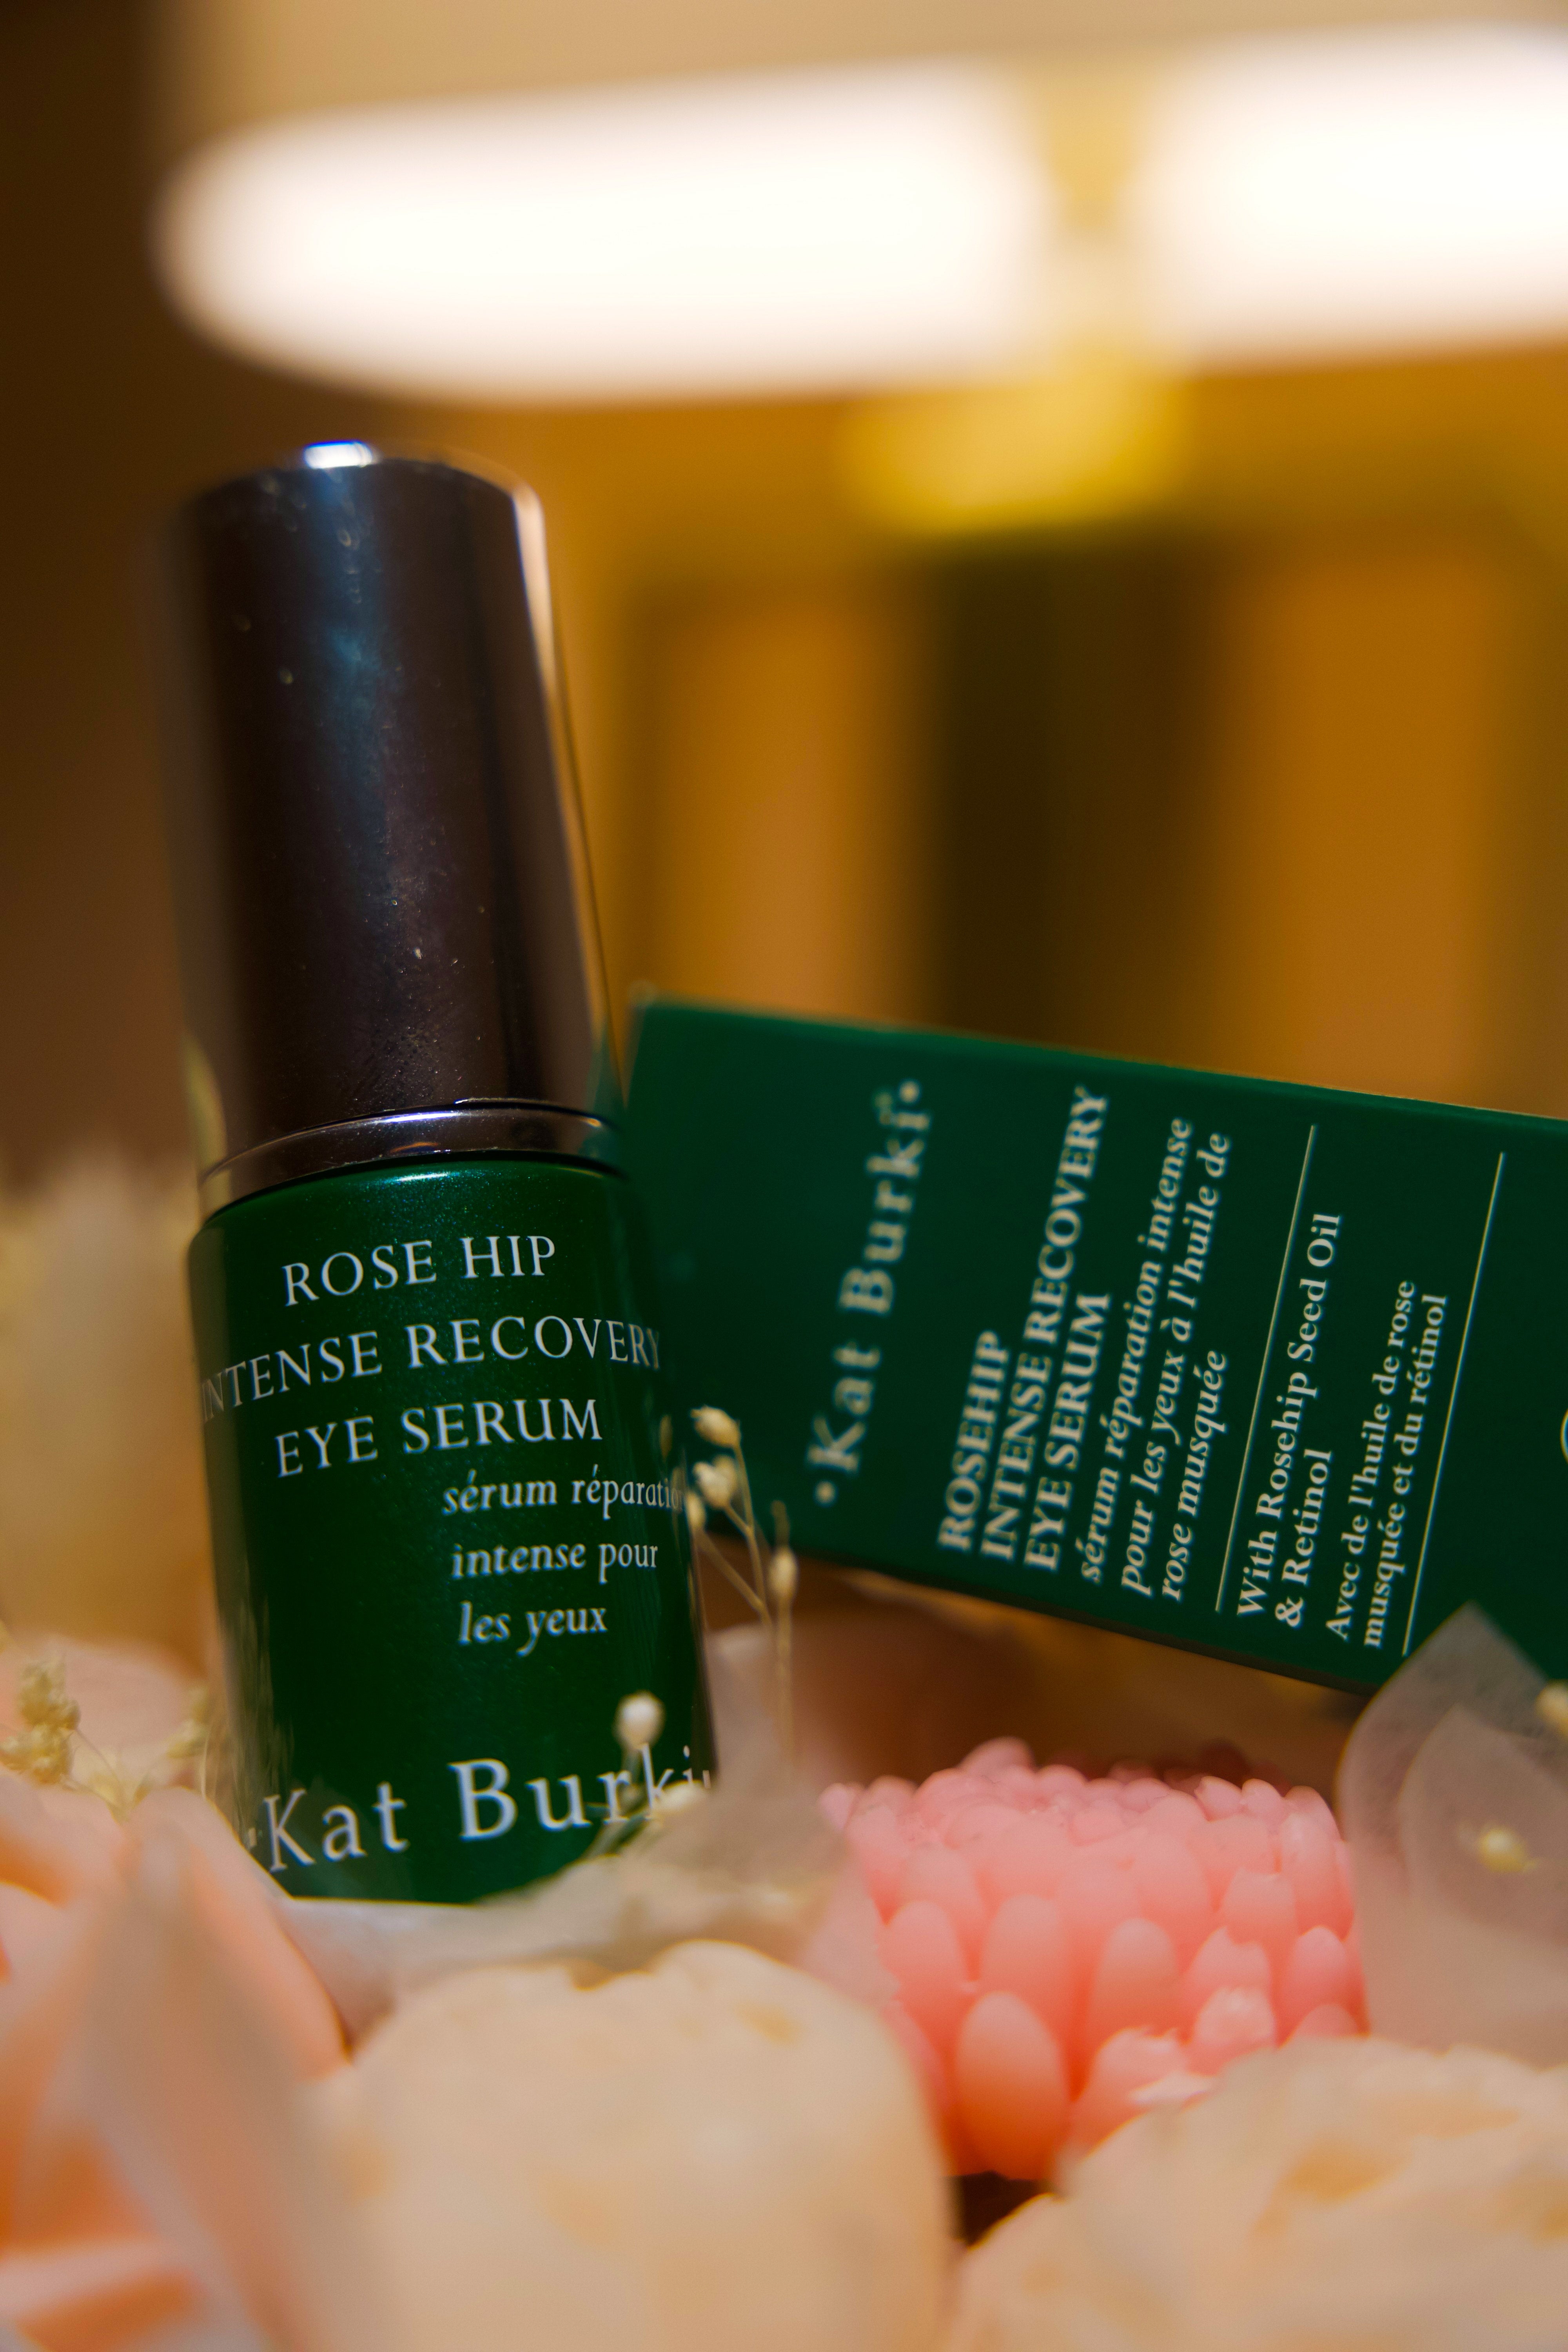 ROSE HIP
INTENSE RECOVERY
EYE SERUM
sérum réparatio
intense pour
les yeux
·Kat Burki·
·Kat Burki·
ROSEHIP
INTENSE RECOVERY
EYE SERUM
sérum réparation intense
pour les yeux à l'huile de
rose musquée
With Rosehip Seed Oil
& Retinol
Avec de l'huile de rose
musquée et du rétinol